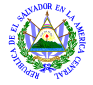 REPUBLICA DE EL SALVADOR EN LA AMERICA CENTRAL